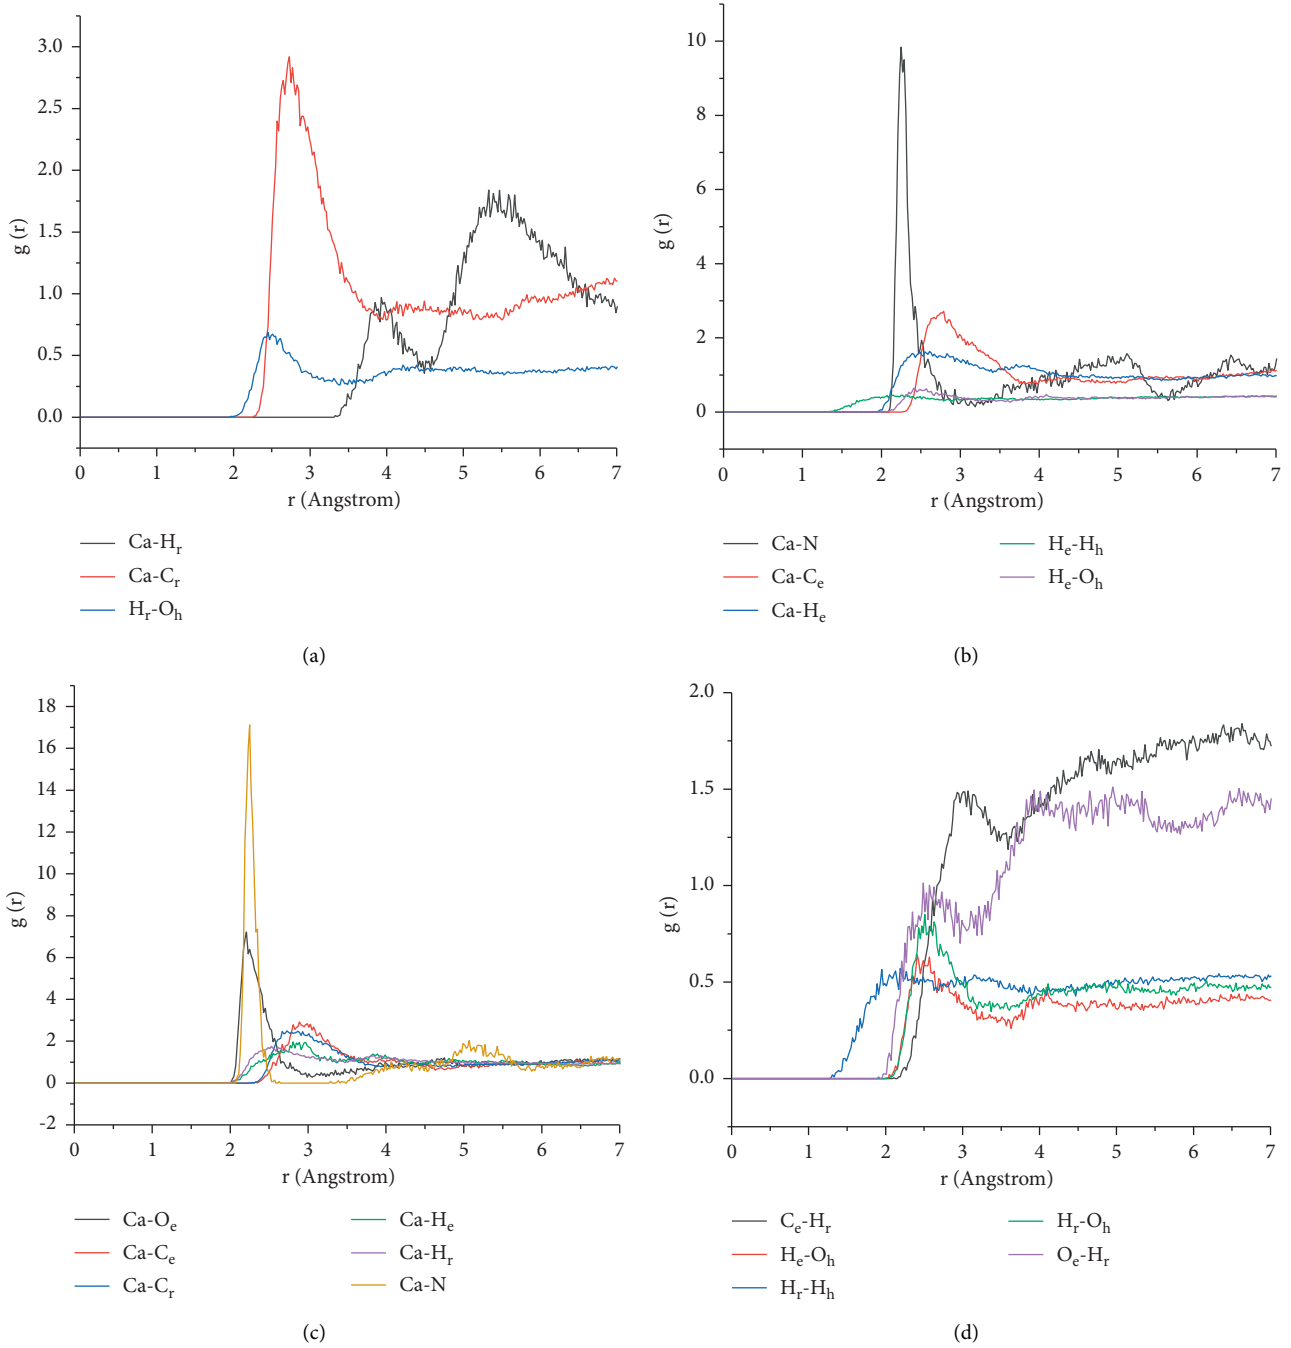 3.0
2.5
2.0
1.5
1.0
0.5
0.0
g (r)
0 1 2 3 4 5 6 7
r (Angstrom)
Ca-Hr
Ca-Cr
Hr-Oh
(a)
10
8
6
4
2
0
g (r)
0 1 2 3 4 5 6 7
r (Angstrom)
Ca-N
Ca-Ce
Ca-He
He-Hh
He-Oh
(b)
18
16
14
12
10
8
6
4
2
0
-2
g (r)
0 1 2 3 4 5 6 7
r (Angstrom)
Ca-Oe
Ca-Ce
Ca-Cr
Ca-He
Ca-Hr
Ca-N
(c)
2.0
1.5
1.0
0.5
0.0
g (r)
0 1 2 3 4 5 6 7
r (Angstrom)
Ce-Hr
He-Oh
Hr-Hh
Hr-Oh
Oe-Hr
(d)